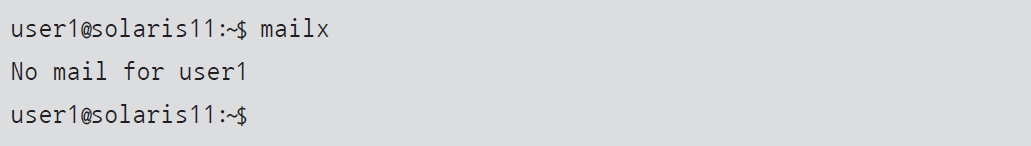 user1@solaris11:~$ mailx
No mail for user1
user1@solaris11:~$